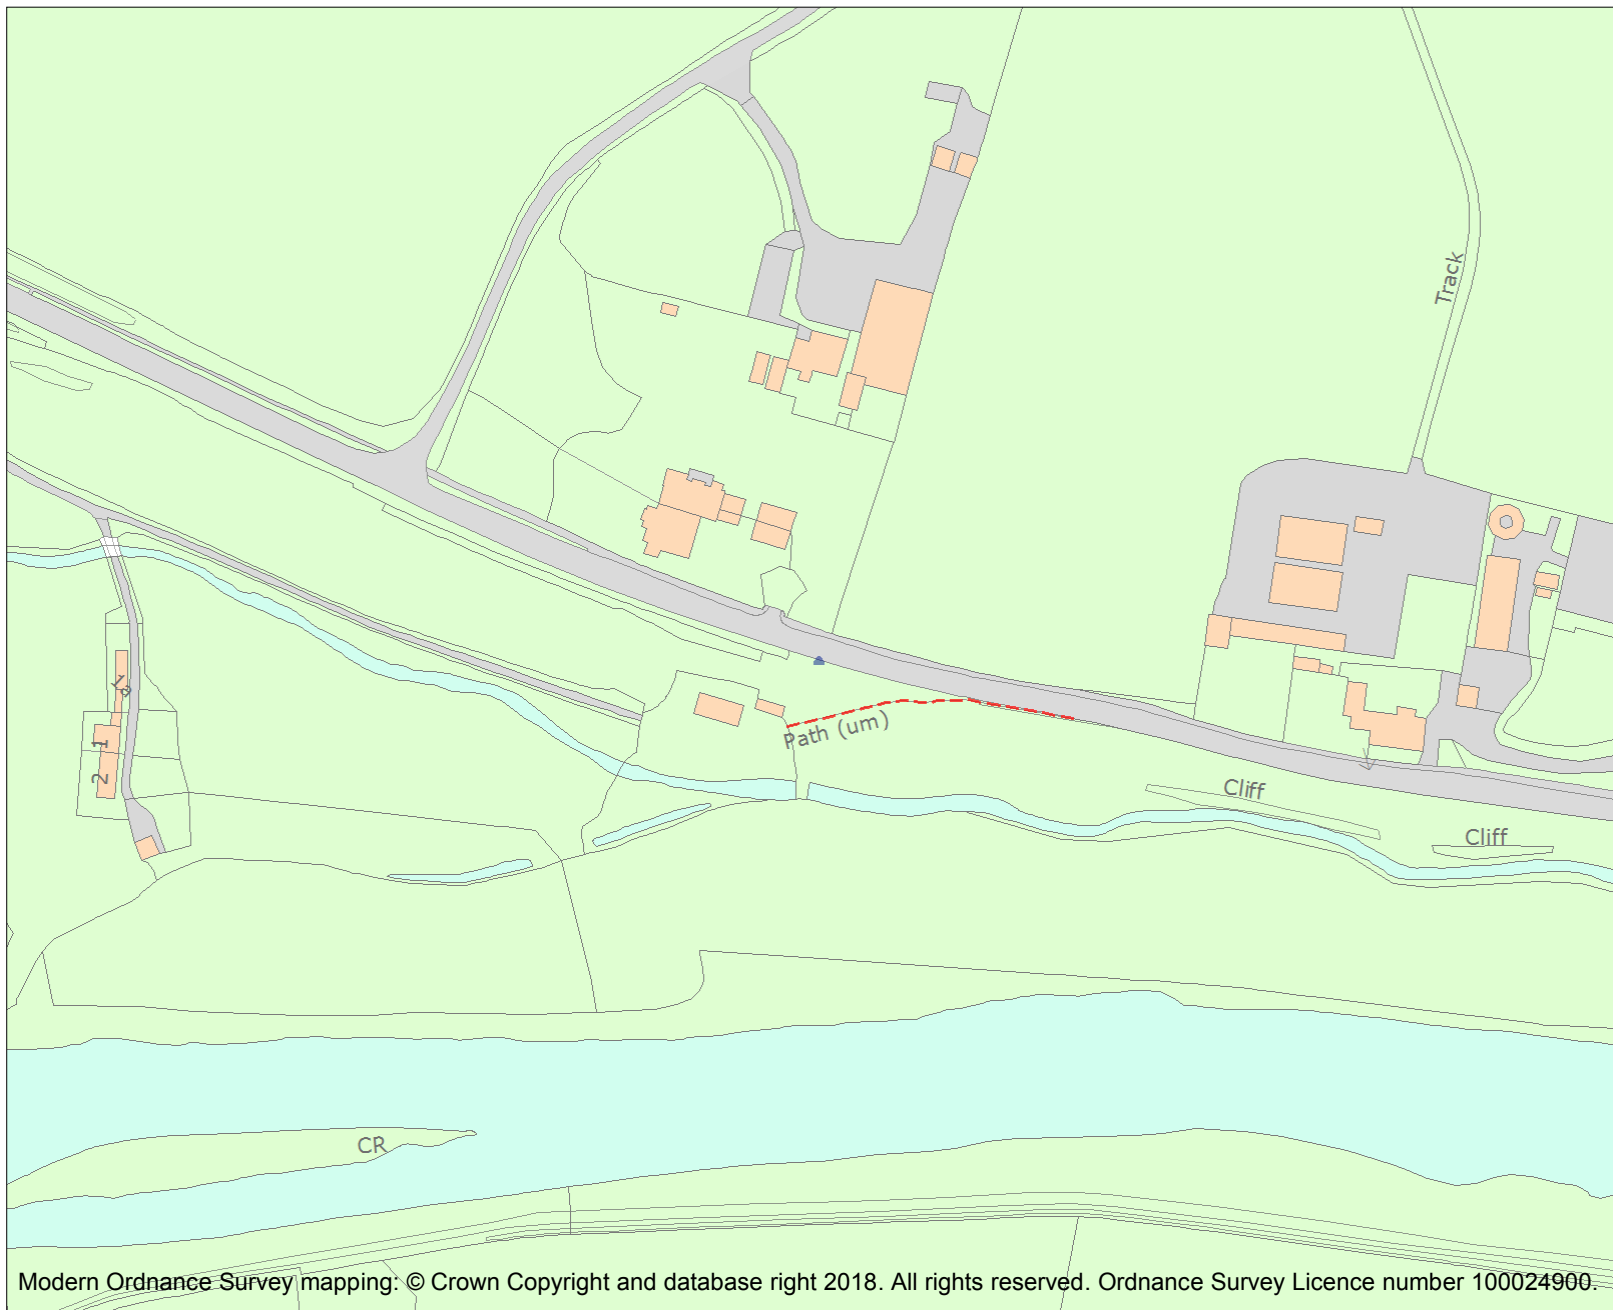 Track
Path (um)
1a
1
2
Cliff
Cliff
CR
Modern Ordnance Survey mapping: © Crown Copyright and database right 2018. All rights reserved. Ordnance Survey Licence number 100024900.